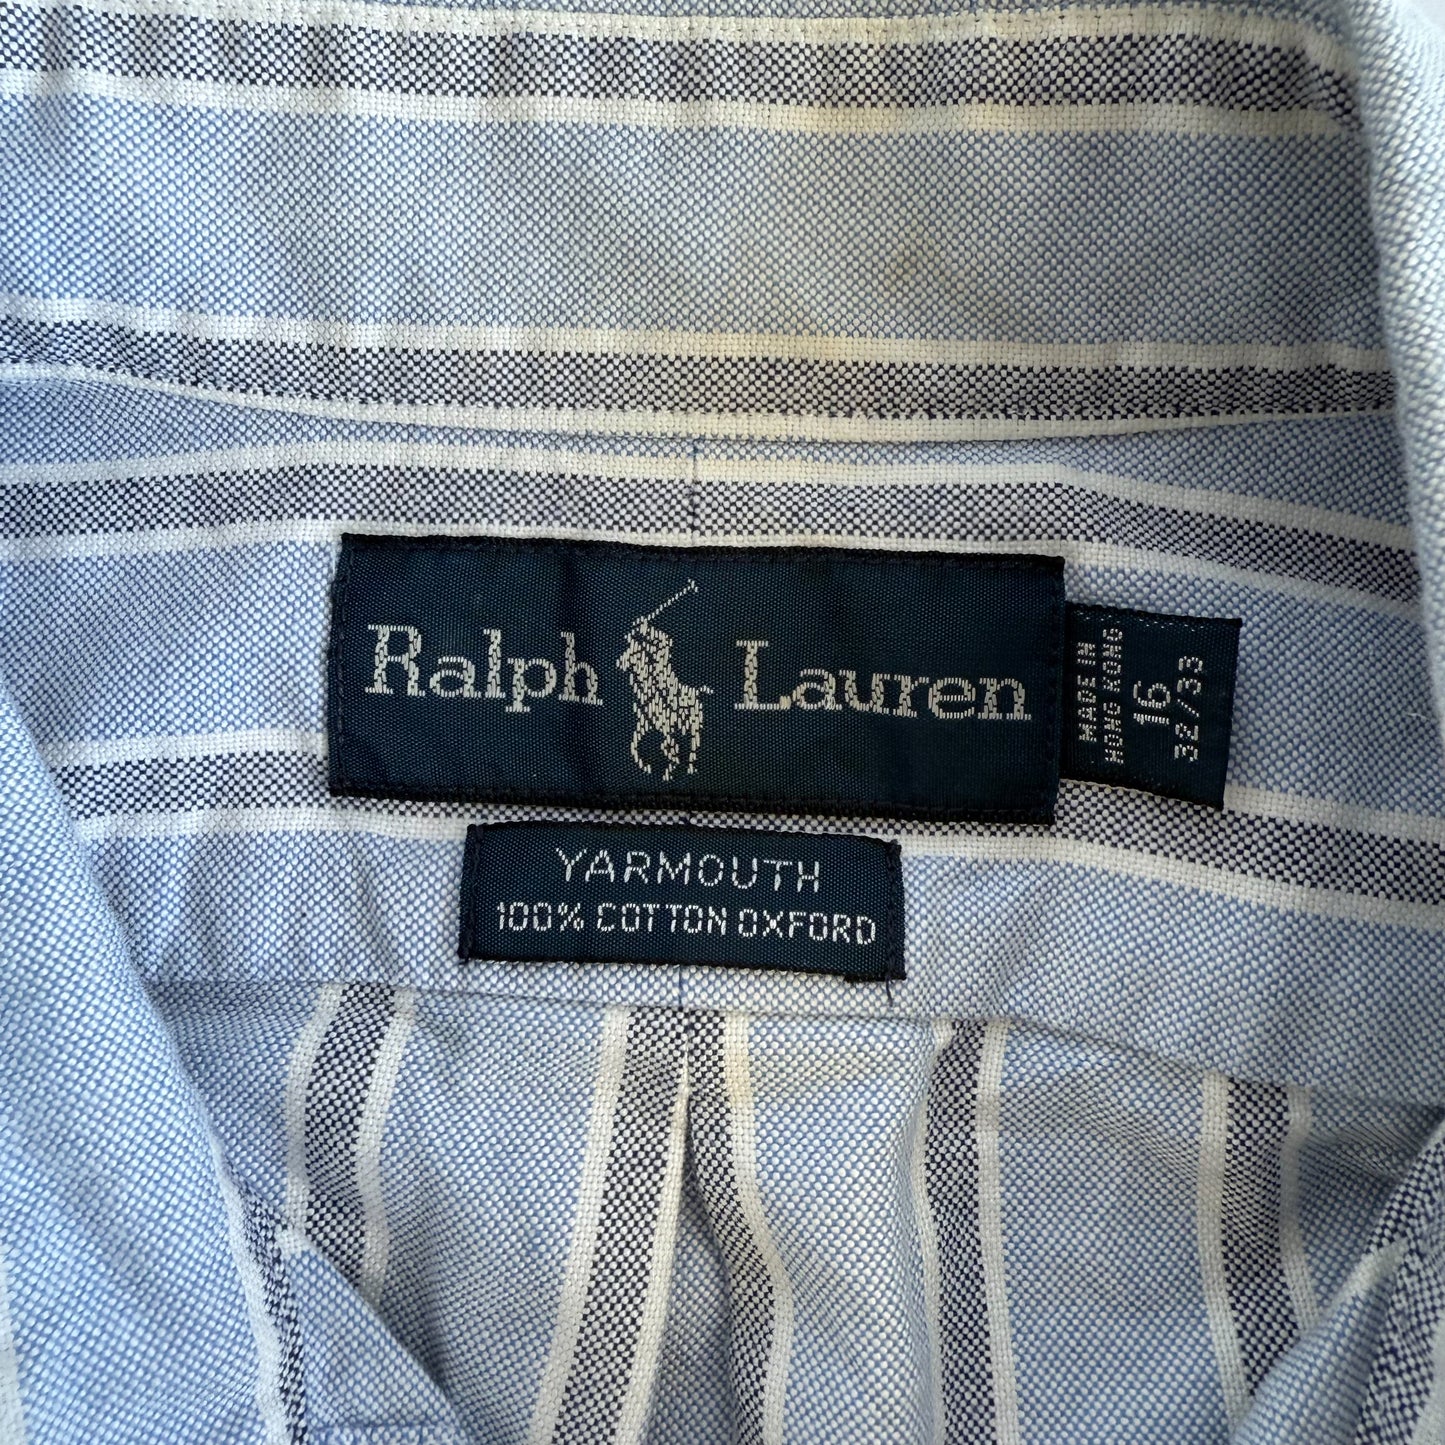 Ralph Lauren
MADE IN
HONG KONG
16
32/33
YARMOUTH
100% COTTON OXFORD